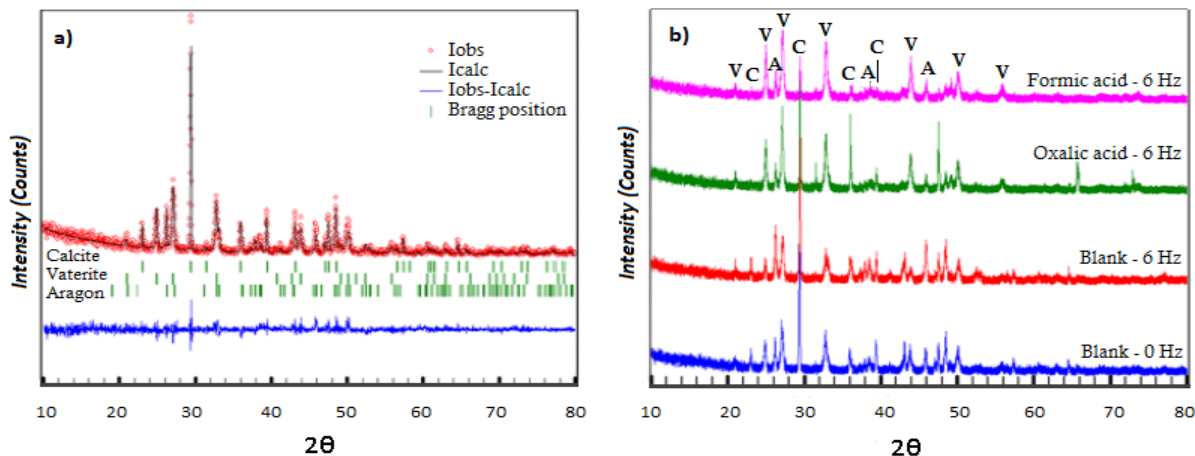 a)
Iobs
Icalc
Iobs-Icalc
Bragg position
Intensity (Counts)
Calcite
Vaterite
Aragon
10 20 30 40 50 60 70 80
2θ
b)
V V C A V C C A C V A V V
Formic acid - 6 Hz
Oxalic acid - 6 Hz
Blank - 6 Hz
Blank - 0 Hz
Intensity (Counts)
10 20 30 40 50 60 70 80
2θ